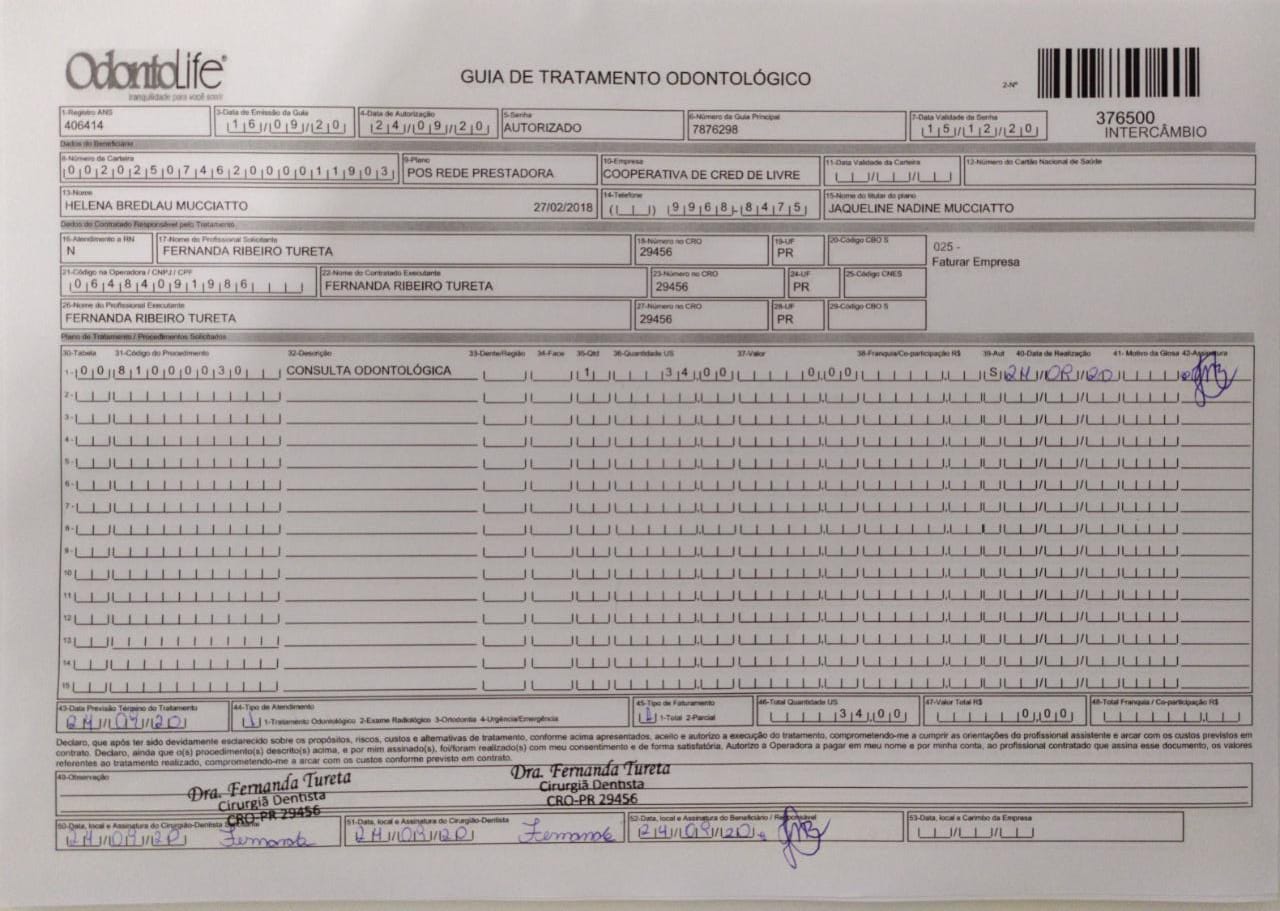 OdontoLife®
tranquilidade para você sorrir
GUIA DE TRATAMENTO ODONTOLÓGICO
2-Nº
376500
INTERCÂMBIO
1-Registro ANS
406414
3-Data de Emissão da Guia
16/09/20
4-Data de Autorização
24/09/20
5-Senha
AUTORIZADO
6-Número da Guia Principal
7876298
7-Data Validade da Senha
15/12/20
Dados do Beneficiário
8-Número da Carteira
00202507462000011903
9-Plano
POS REDE PRESTADORA
10-Empresa
COOPERATIVA DE CRED DE LIVRE
11-Data Validade da Carteira
12-Número do Cartão Nacional de Saúde
13-Nome
HELENA BREDLAU MUCCIATTO 27/02/2018
14-Telefone
( ) 9968-8475
15-Nome do titular do plano
JAQUELINE NADINE MUCCIATTO
Dados do Contratado Responsável pelo Tratamento
16-Atendimento a RN
N
17-Nome do Profissional Solicitante
FERNANDA RIBEIRO TURETA
18-Número no CRO
29456
19-UF
PR
20-Código CBO S
025 -
Faturar Empresa
21-Código na Operadora / CNPJ / CPF
06484091986
22-Nome do Contratado Executante
FERNANDA RIBEIRO TURETA
23-Número no CRO
29456
24-UF
PR
25-Código CNES
26-Nome do Profissional Executante
FERNANDA RIBEIRO TURETA
27-Número no CRO
29456
28-UF
PR
29-Código CBO S
Plano de Tratamento / Procedimentos Solicitados
30-Tabela 31-Código do Procedimento 32-Descrição 33-Dente/Região 34-Face 35-Qtd 36-Quantidade US 37-Valor 38-Franquia/Co-participação R$ 39-Aut 40-Data de Realização 41- Motivo da Glosa 42-Assinatura
1- 00 81000030 CONSULTA ODONTOLÓGICA 1 34,00 0,00 S 24/09/20
2-
3-
4-
5-
6-
7-
8-
9-
10
11
12
13
14
15
43-Data Previsão Término do Tratamento
24/09/20
44-Tipo de Atendimento
1 1-Tratamento Odontológico 2-Exame Radiológico 3-Ortodontia 4-Urgência/Emergência
45-Tipo de Faturamento
1 1-Total 2-Parcial
46-Total Quantidade US
34,00
47-Valor Total R$
0,00
48-Total Franquia / Co-participação R$
Declaro, que após ter sido devidamente esclarecido sobre os propósitos, riscos, custos e alternativas de tratamento, conforme acima apresentados, aceito e autorizo a execução do tratamento, comprometendo-me a cumprir as orientações do profissional assistente e arcar com os custos previstos em
contrato. Declaro, ainda que o(s) procedimento(s) descrito(s) acima, e por mim assinado(s), foi/foram realizado(s) com meu consentimento e de forma satisfatória. Autorizo a Operadora a pagar em meu nome e por minha conta, ao profissional contratado que assina esse documento, os valores
referentes ao tratamento realizado, comprometendo-me a arcar com os custos conforme previsto em contrato.
49-Observação
Dra. Fernanda Tureta
Cirurgiã Dentista
CRO-PR 29456
Dra. Fernanda Tureta
Cirurgiã Dentista
CRO-PR 29456
50-Data, local e Assinatura do Cirurgião-Dentista
24/09/20 Fernanda
51-Data, local e Assinatura do Cirurgião-Dentista
24/09/20 Fernanda
52-Data, local e Assinatura do Beneficiário / Responsável
24/09/20
53-Data, local e Carimbo da Empresa